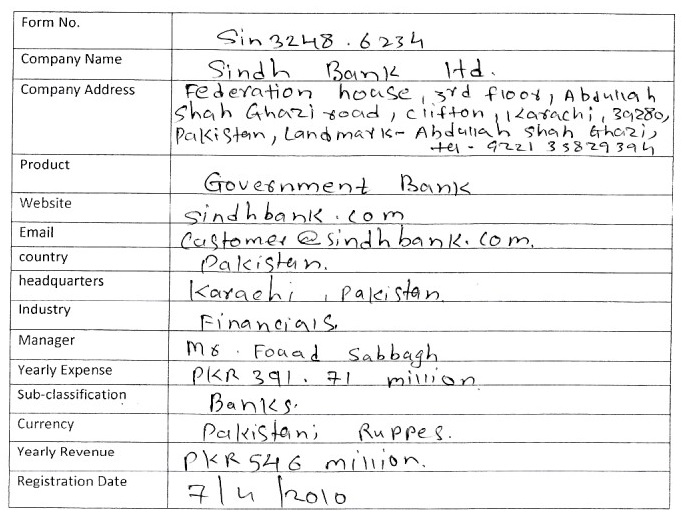 Form No. Sin3248.6234
Company Name Sindh Bank Ltd.
Company Address Federation house, 3rd floor, Abdullah
Shah Ghazi road, clifton, Karachi, 39280,
Pakistan, Landmark- Abdullah Shah Ghazi,
tel - 9221 35829394
Product Government Bank
Website sindhbank.com
Email Customer@sindhbank.com.
country Pakistan.
headquarters Karachi, Pakistan.
Industry Financials.
Manager Mr. Fouad Sabbagh
Yearly Expense PKR 391.71 million
Sub-classification Banks.
Currency Pakistani Ruppes.
Yearly Revenue PKR 546 million.
Registration Date 7/4/2010